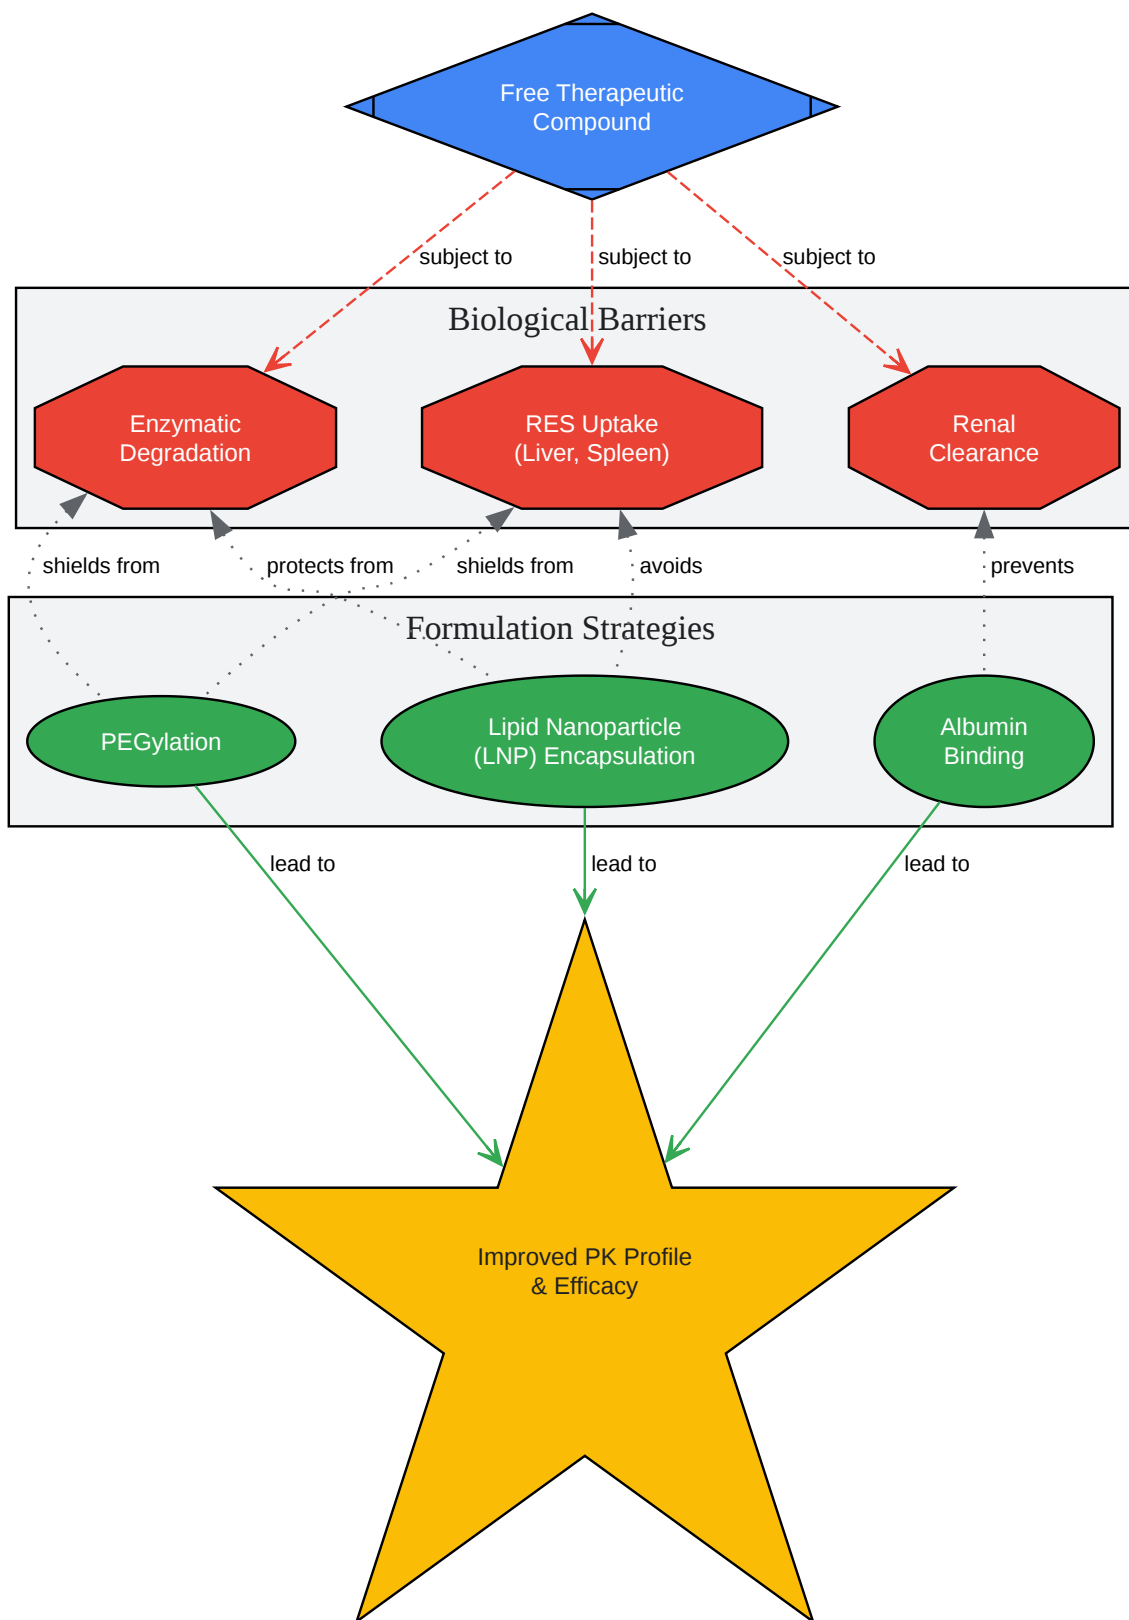 Free Therapeutic
Compound
subject to
subject to
subject to
Biological Barriers
Enzymatic
Degradation
RES Uptake
(Liver, Spleen)
Renal
Clearance
shields from
protects from
shields from
avoids
prevents
Formulation Strategies
PEGylation
Lipid Nanoparticle
(LNP) Encapsulation
Albumin
Binding
lead to
lead to
lead to
Improved PK Profile
& Efficacy